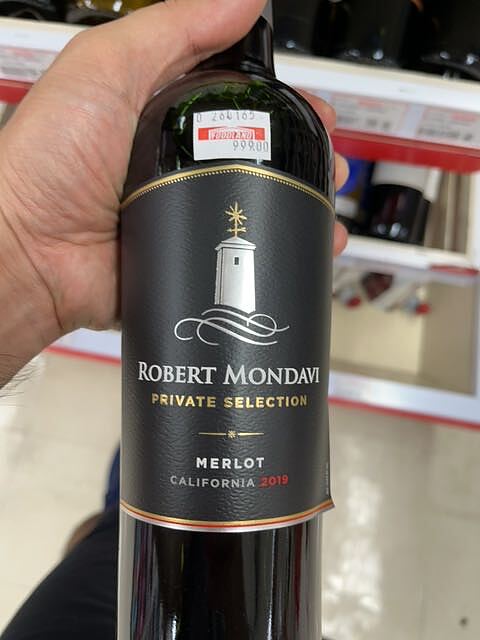 0 264165
FOODLAND
999.00
ROBERT MONDAVI
PRIVATE SELECTION
MERLOT
CALIFORNIA 2019